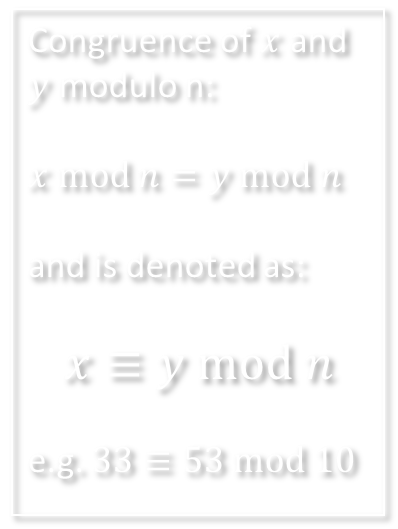 Congruence of x and
y modulo n:
x mod n = y mod n
and is denoted as:
x ≡ y mod n
e.g. 33 ≡ 53 mod 10